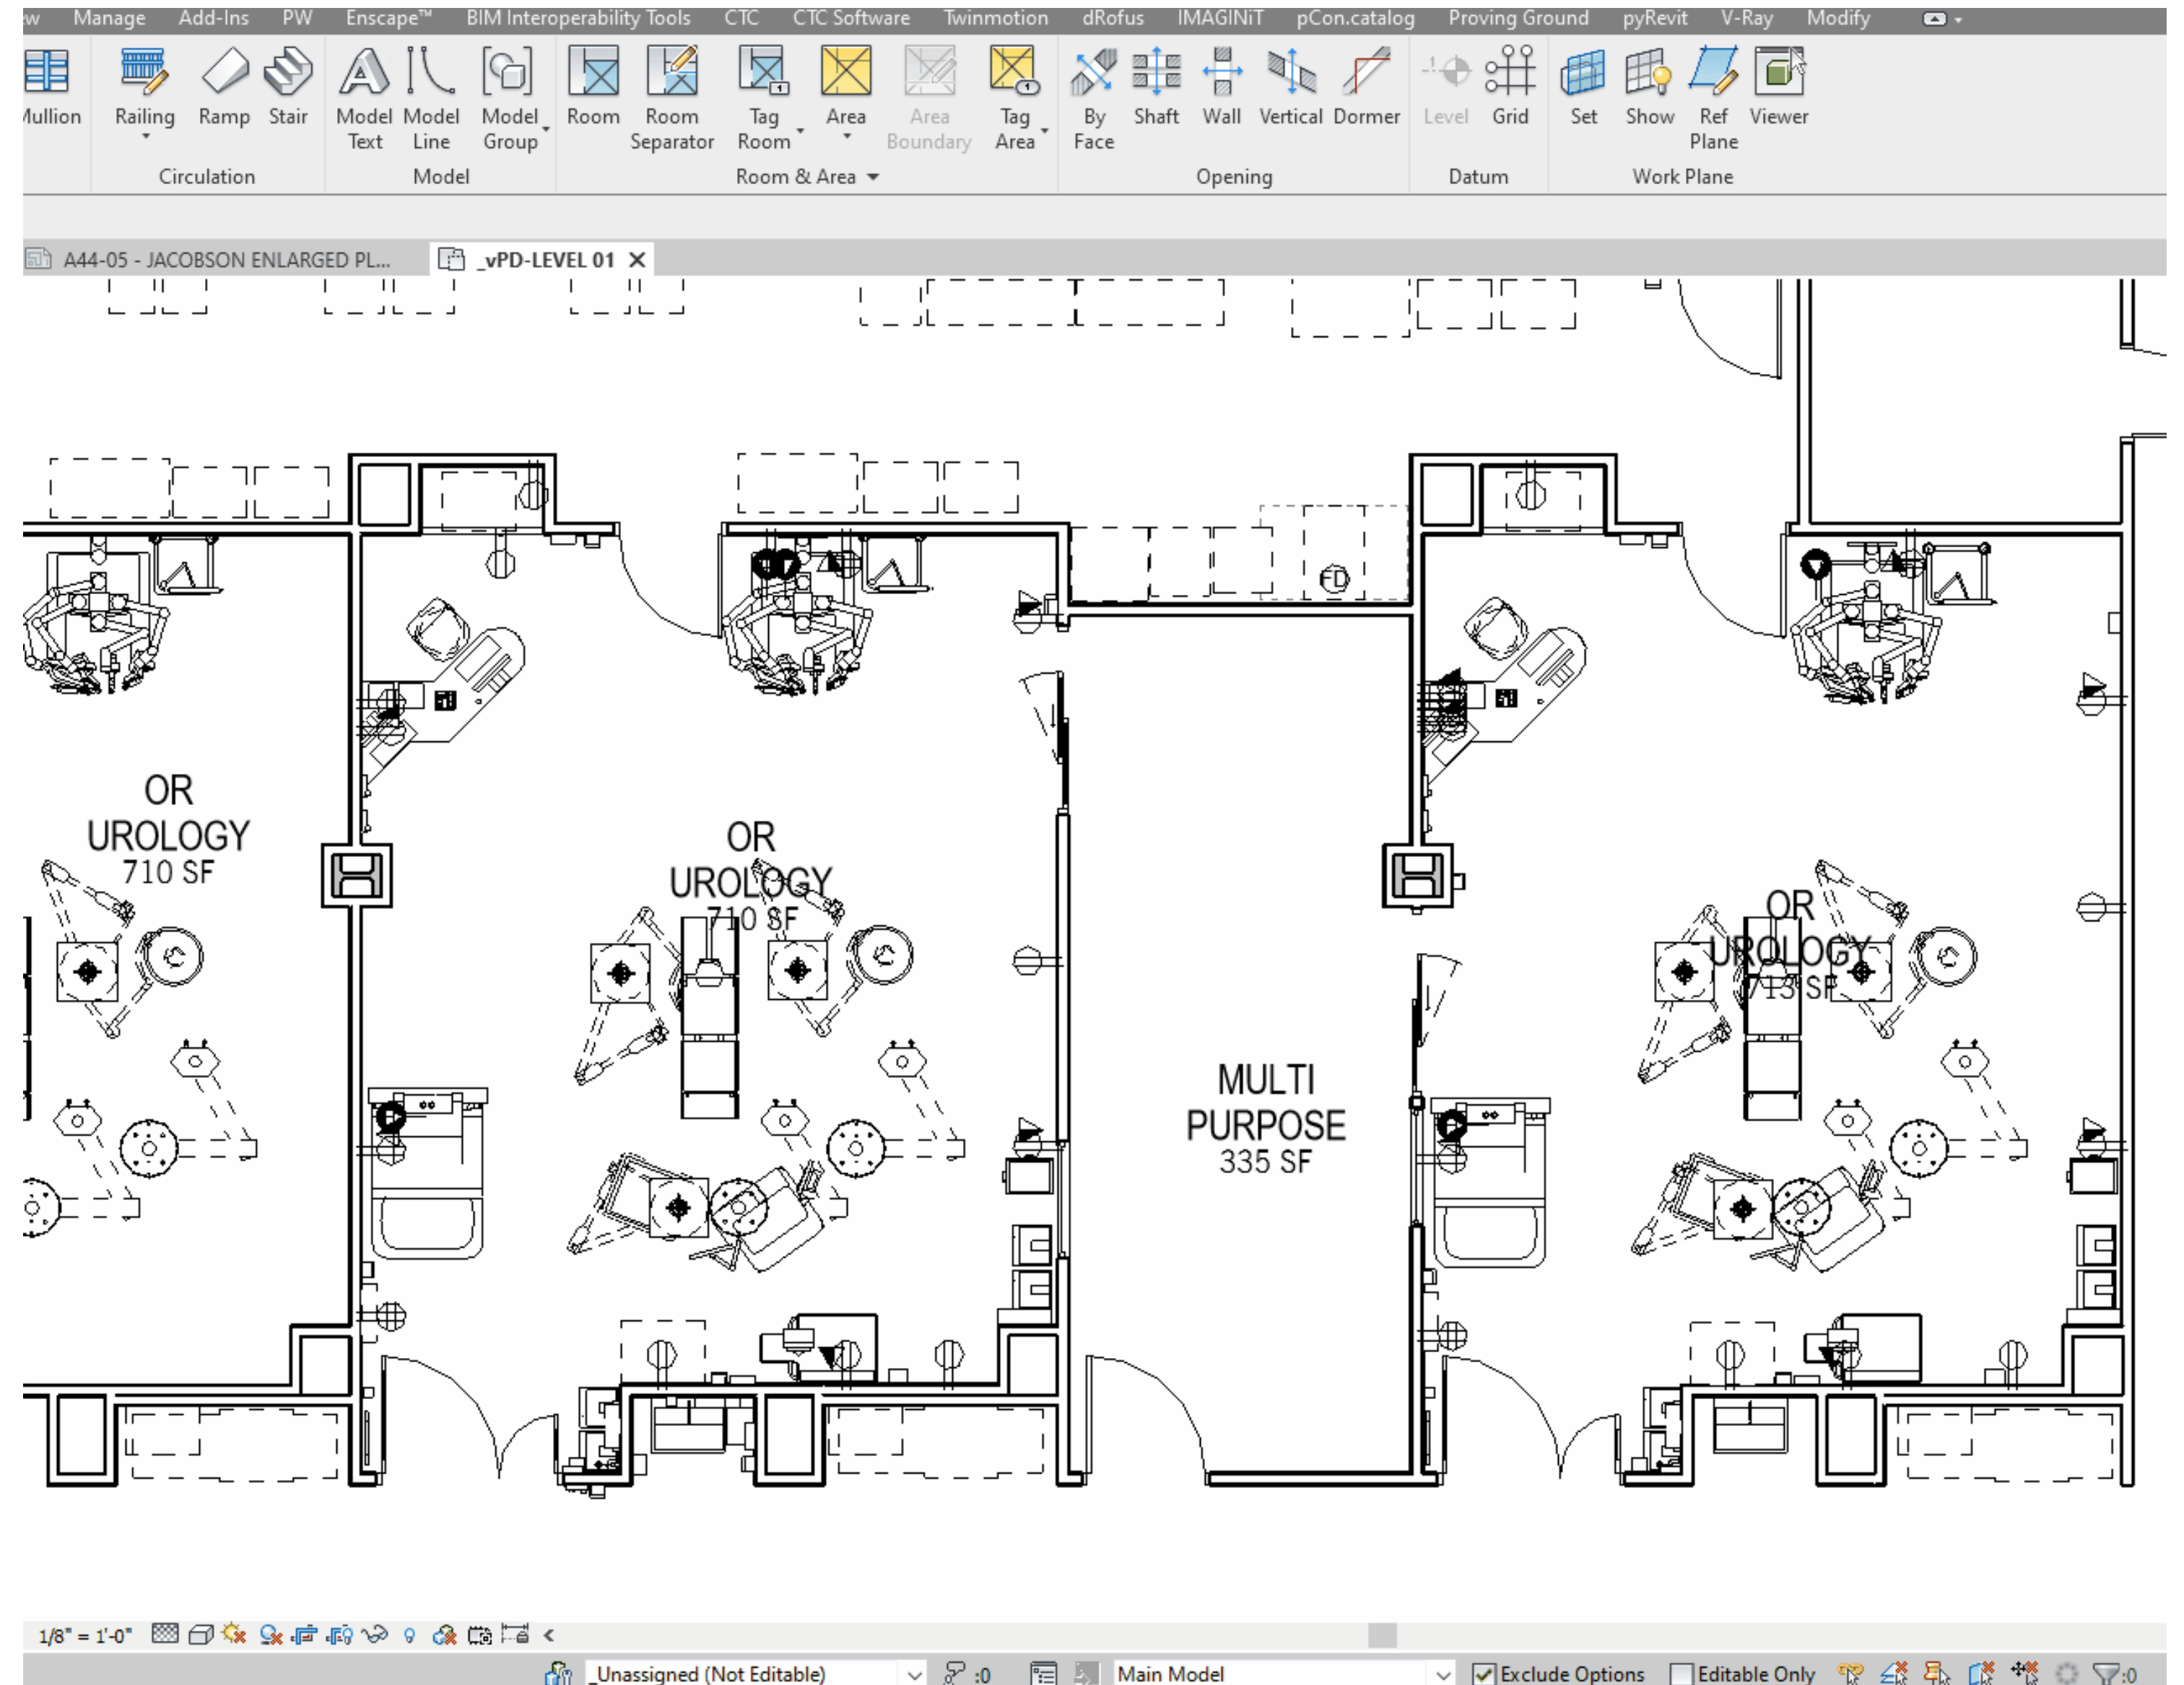 Manage Add-Ins PW Enscape™ BIM Interoperability Tools CTC CTC Software Twinmotion dRofus IMAGINiT pCon.catalog Proving Ground pyRevit V-Ray Modify
Railing Ramp Stair Model Text Model Line Model Group Room Room Separator Tag Room Area Area Boundary Tag Area By Face Shaft Wall Vertical Dormer Level Grid Set Show Ref Plane Viewer
Circulation Model Room & Area Opening Datum Work Plane
A44-05 - JACOBSON ENLARGED PL... _vPD-LEVEL 01
FD
OR
UROLOGY
710 SF
OR
UROLOGY
710 SF
OR
UROLOGY
713 SF
MULTI
PURPOSE
335 SF
1/8" = 1'-0"
_Unassigned (Not Editable) :0 Main Model Exclude Options Editable Only :0